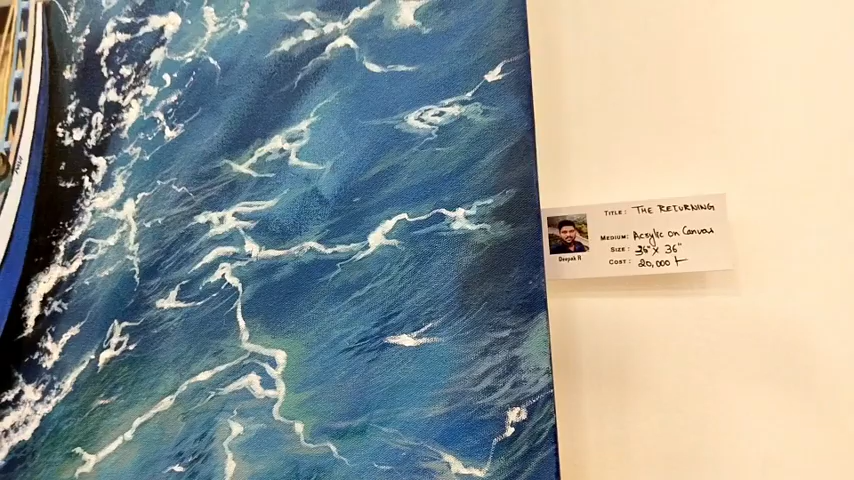 TITLE: THE RETURNING
MEDIUM: Acrylic on Canvas
SIZE: 36" X 36"
COST: 20,000/-
Deepak R